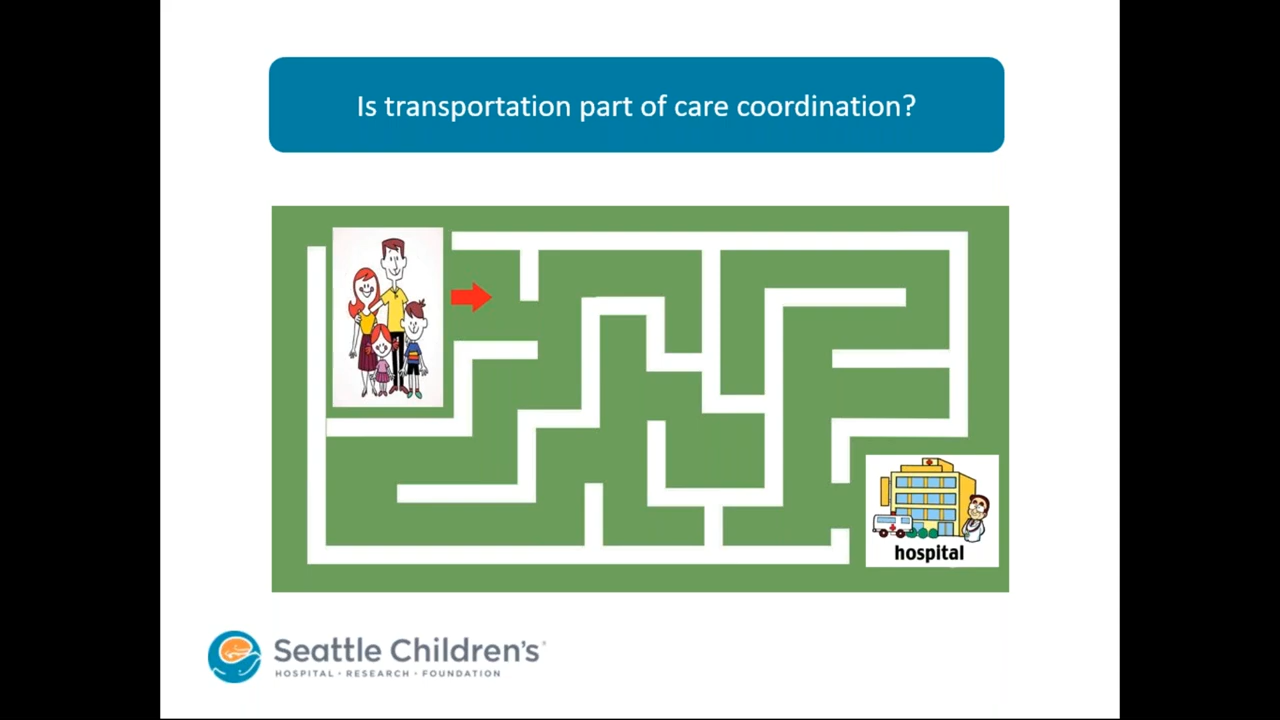 Is transportation part of care coordination?
hospital
Seattle Children's®
HOSPITAL · RESEARCH · FOUNDATION